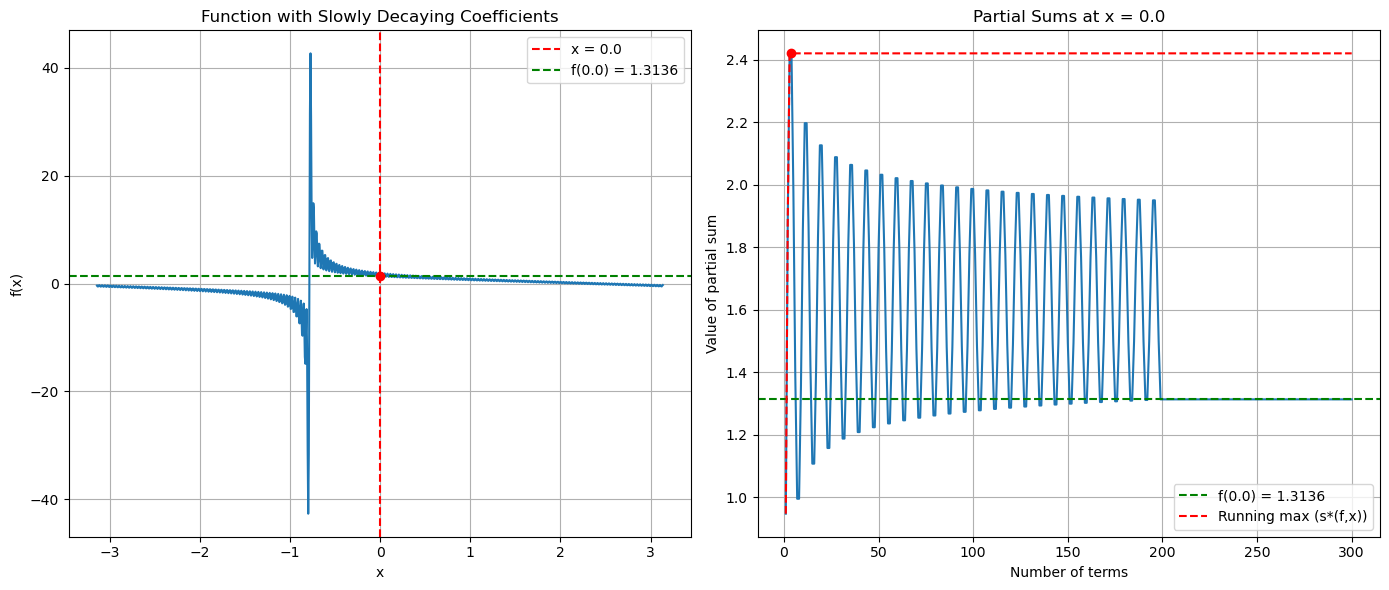 Function with Slowly Decaying Coefficients
x = 0.0
f(0.0) = 1.3136
40
20
0
−20
−40
f(x)
−3
−2
−1
0
1
2
3
x
Partial Sums at x = 0.0
2.4
2.2
2.0
1.8
1.6
1.4
1.2
1.0
Value of partial sum
f(0.0) = 1.3136
Running max (s*(f,x))
0
50
100
150
200
250
300
Number of terms